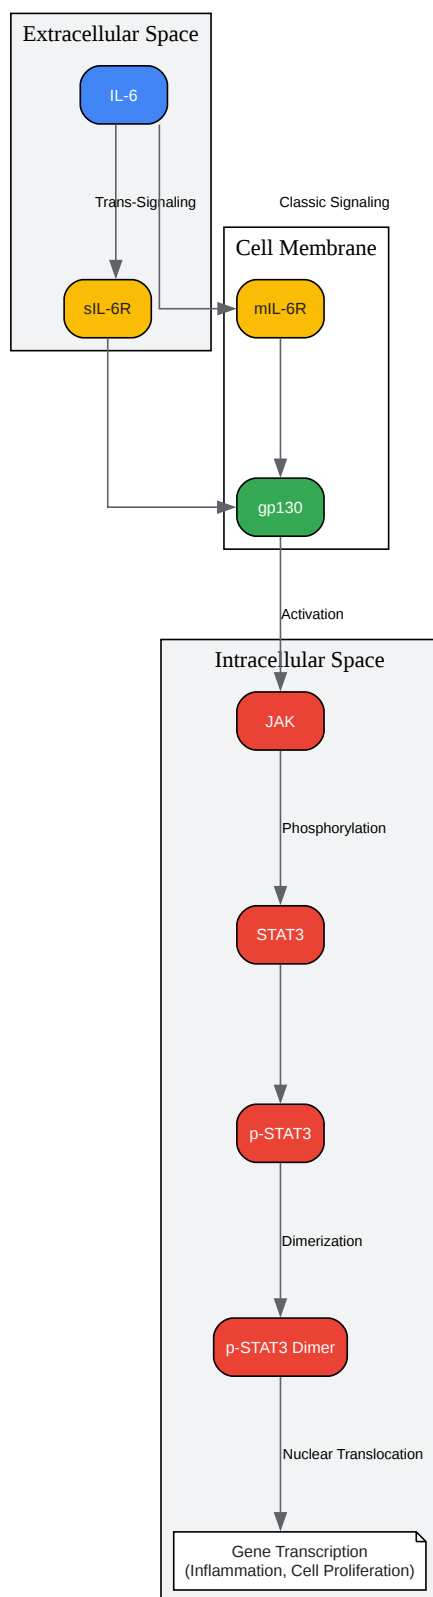 Extracellular Space
IL-6
Trans-Signaling
Classic Signaling
Cell Membrane
sIL-6R
mIL-6R
gp130
Activation
Intracellular Space
JAK
Phosphorylation
STAT3
p-STAT3
Dimerization
p-STAT3 Dimer
Nuclear Translocation
Gene Transcription
(Inflammation, Cell Proliferation)